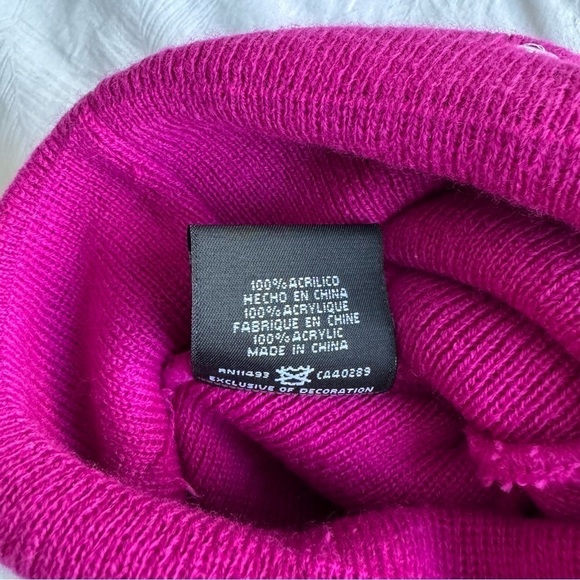 100% ACRILICO
HECHO EN CHINA
100% ACRYLIQUE
FABRIQUE EN CHINE
100% ACRYLIC
MADE IN CHINA
RN11493 CA40289
EXCLUSIVE OF DECORATION